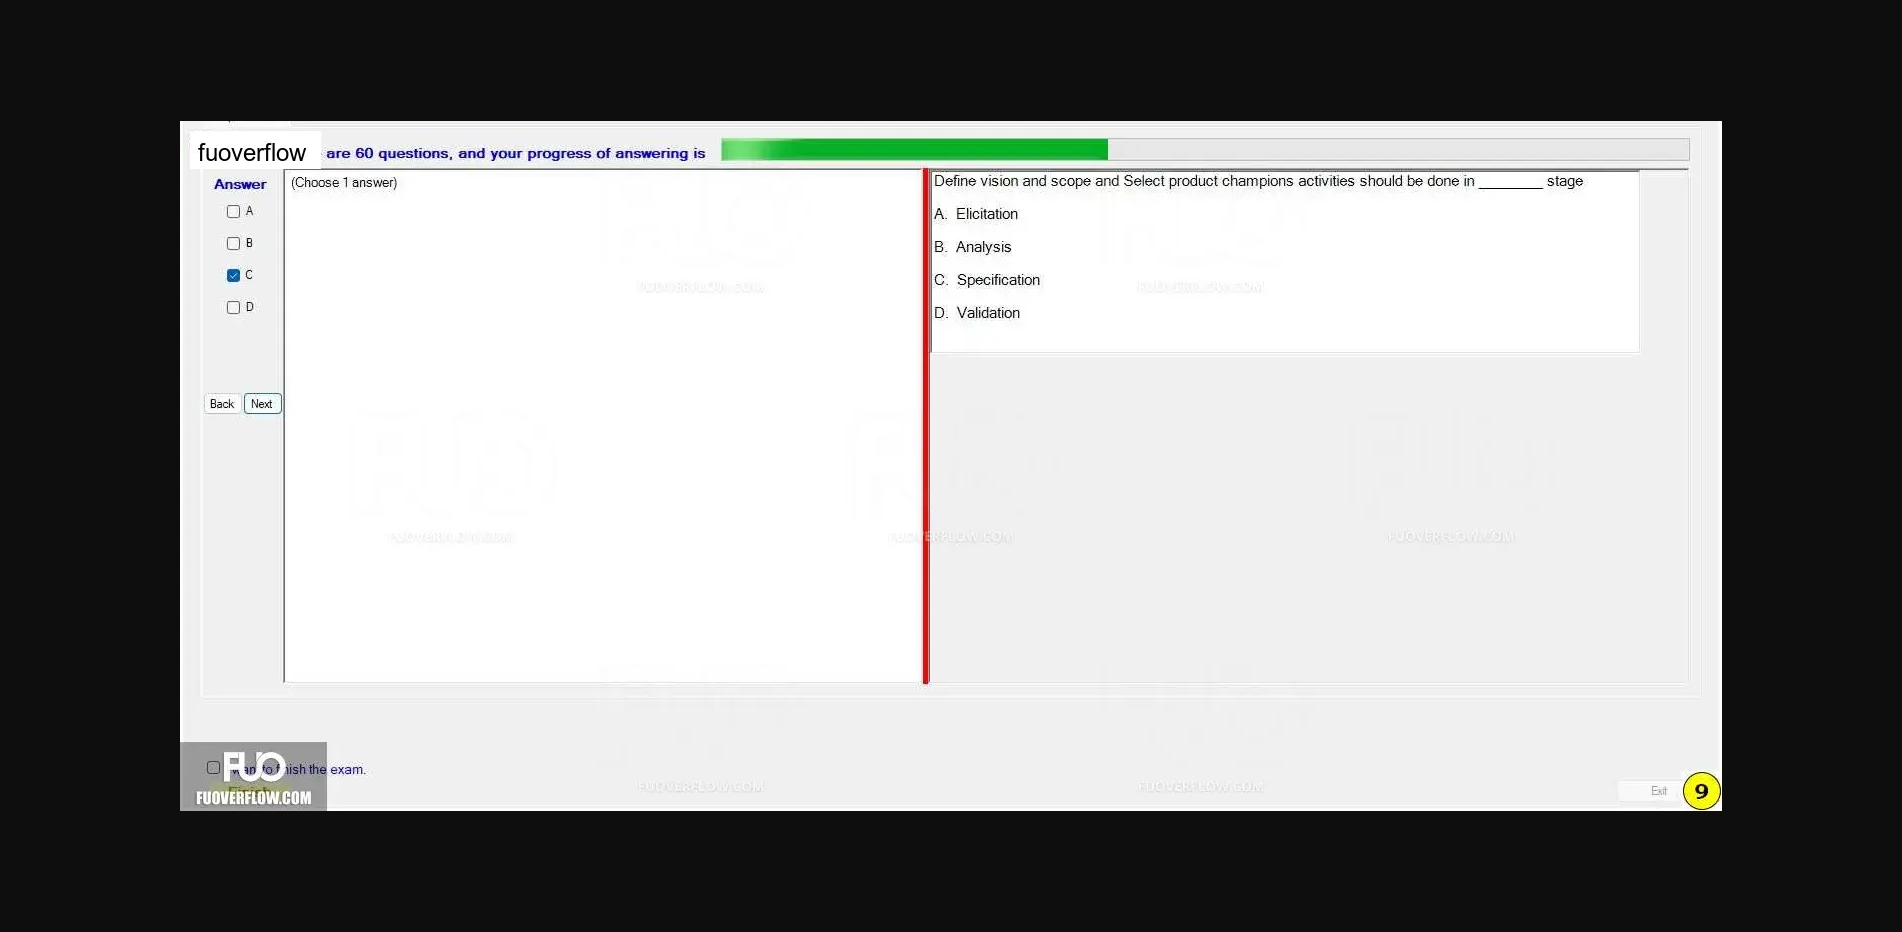 fuoverflow are 60 questions, and your progress of answering is
Answer
(Choose 1 answer)
A
B
C
D
Back Next
Define vision and scope and Select product champions activities should be done in ________ stage
A. Elicitation
B. Analysis
C. Specification
D. Validation
FUOVERFLOW.COM FUOVERFLOW.COM
FUOVERFLOW.COM FUOVERFLOW.COM FUOVERFLOW.COM
want to finish the exam.
FUO
Finish
FUOVERFLOW.COM
FUOVERFLOW.COM FUOVERFLOW.COM
Exit
9